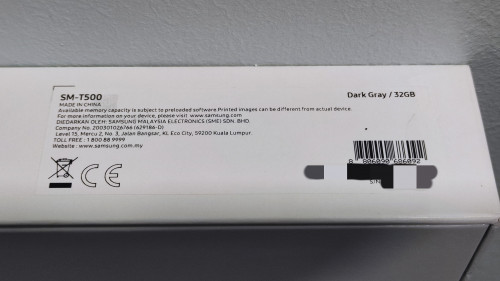 SM-T500
Dark Gray / 32GB
MADE IN CHINA
Available memory capacity is subject to preloaded software.Printed images can be different from actual device.
For more information on your device, please visit www.samsung.com
DIEDARKAN OLEH: SAMSUNG MALAYSIA ELECTRONICS (SME) SDN. BHD.
Company No. 200301026766 (629186-D)
Level 15, Mercu 2, No. 3, Jalan Bangsar, KL Eco City, 59200 Kuala Lumpur.
TOLL FREE : 1 800 88 9999
Website : www.samsung.com.my
CE
8 806090 606092